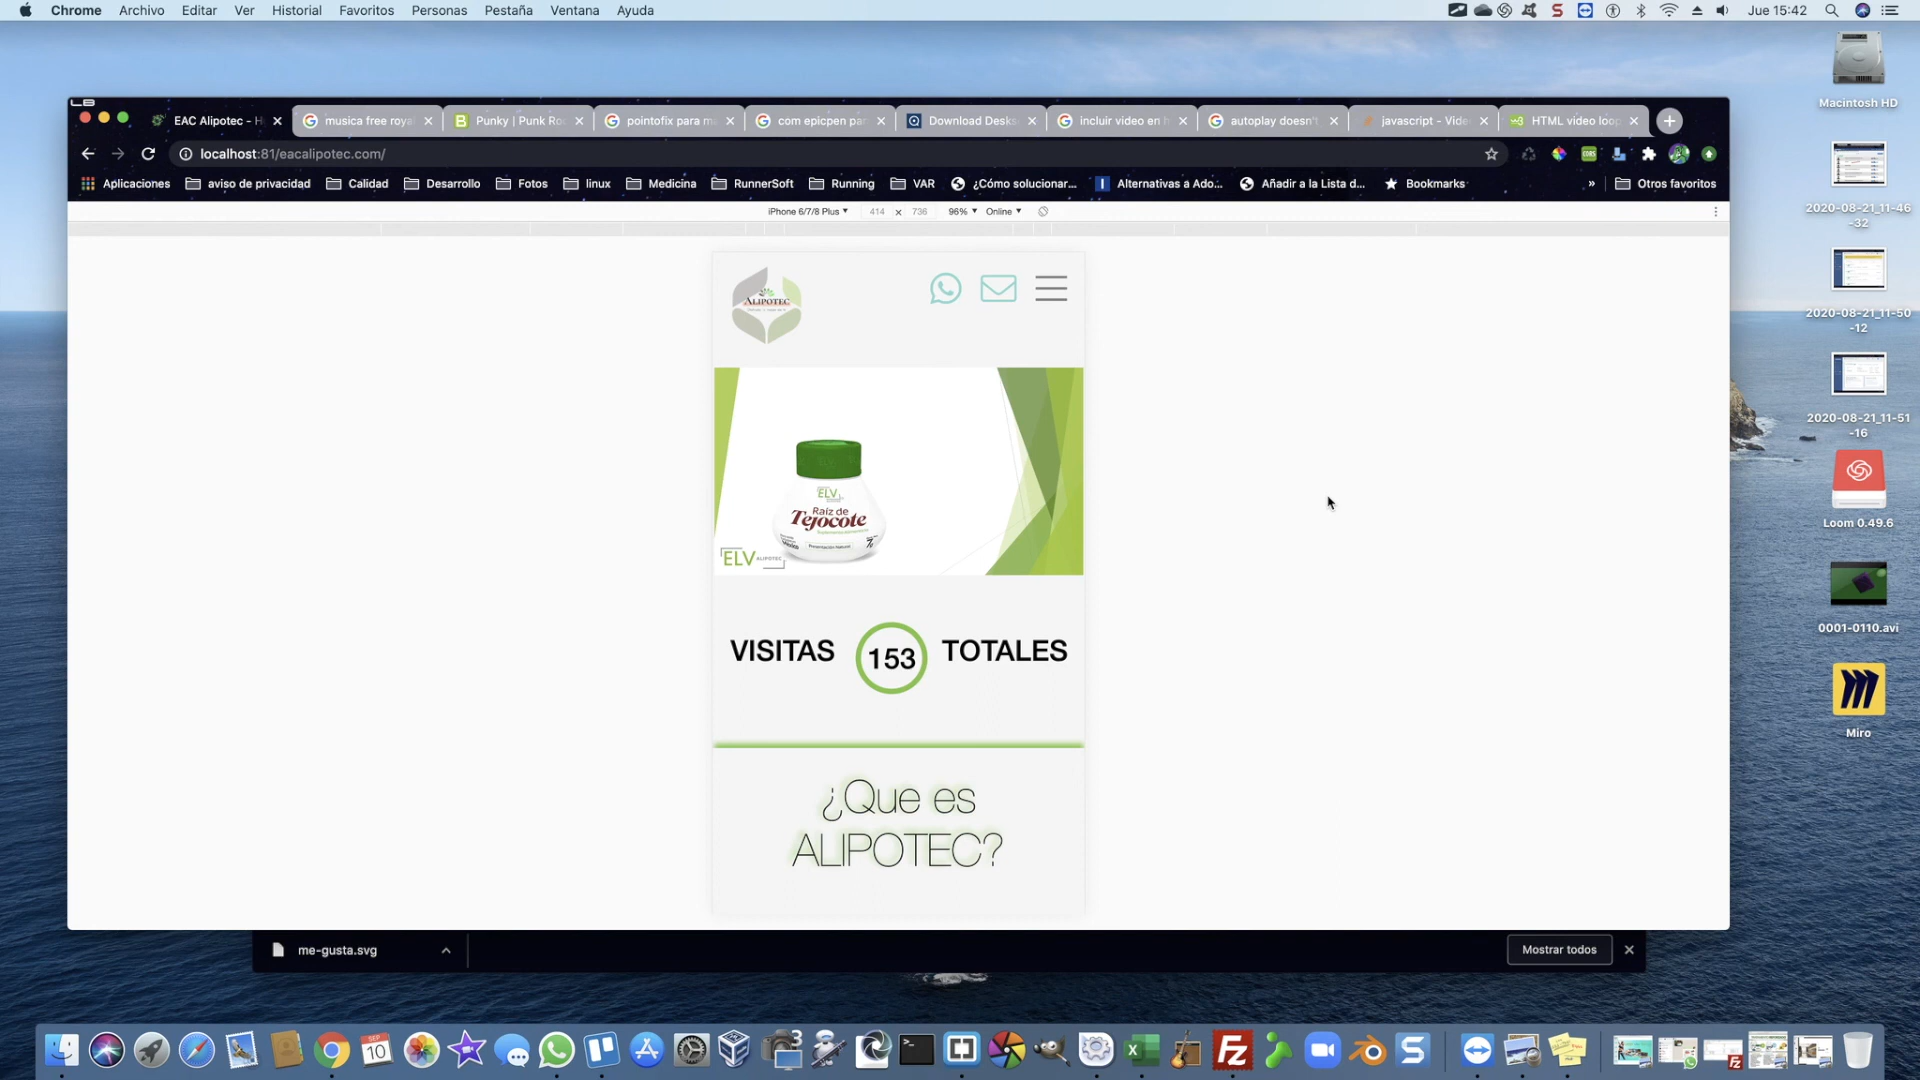 Chrome Archivo Editar Ver Historial Favoritos Personas Pestaña Ventana Ayuda
Jue 15:42
EAC Alipotec - H
musica free roya
Punky | Punk Ro
pointofix para m
com epicpen par
Download Desks
incluir video en h
autoplay doesn't
javascript - Vide
HTML video loop
localhost:81/eacalipotec.com/
Aplicaciones aviso de privacidad Calidad Desarrollo Fotos linux Medicina RunnerSoft Running VAR ¿Cómo solucionar... Alternativas a Ado... Añadir a la Lista d... Bookmarks » Otros favoritos
iPhone 6/7/8 Plus 414 x 736 96% Online
ALIPOTEC
ELV
Raíz de
Tejocote
ELV ALIPOTEC
VISITAS 153 TOTALES
¿Que es
ALIPOTEC?
me-gusta.svg
Mostrar todos
Macintosh HD
2020-08-21_11-46
-32
2020-08-21_11-50
-12
2020-08-21_11-51
-16
Loom 0.49.6
0001-0110.avi
Miro